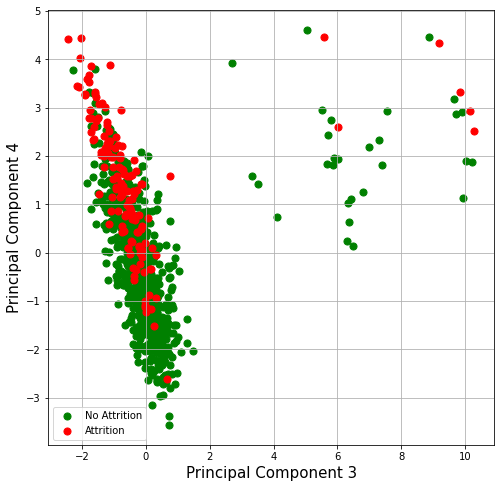 5
4
3
2
1
0
−1
−2
−3
Principal Component 4
No Attrition
Attrition
−2 0 2 4 6 8 10
Principal Component 3